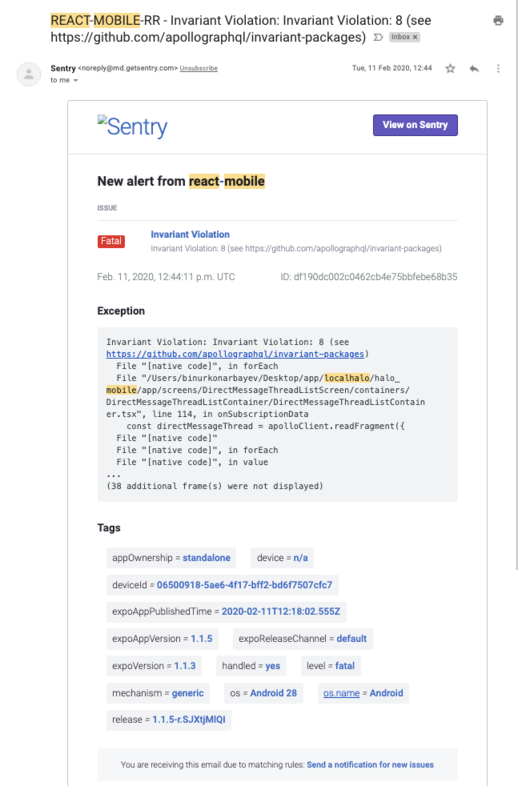 REACT-MOBILE-RR - Invariant Violation: Invariant Violation: 8 (see
https://github.com/apollographql/invariant-packages) Inbox ×
Sentry <noreply@md.getsentry.com> Unsubscribe
Tue, 11 Feb 2020, 12:44
to me
Sentry
View on Sentry
New alert from react-mobile
ISSUE
Fatal
Invariant Violation
Invariant Violation: 8 (see https://github.com/apollographql/invariant-packages)
Feb. 11, 2020, 12:44:11 p.m. UTC
ID: df190dc002c0462cb4e75bbfebe68b35
Exception
Invariant Violation: Invariant Violation: 8 (see
https://github.com/apollographql/invariant-packages)
File "[native code]", in forEach
File "/Users/binurkonarbayev/Desktop/app/localhalo/halo_
mobile/app/screens/DirectMessageThreadListScreen/containers/
DirectMessageThreadListContainer/DirectMessageThreadListContain
er.tsx", line 114, in onSubscriptionData
const directMessageThread = apolloClient.readFragment({
File "[native code]"
File "[native code]", in forEach
File "[native code]", in value
...
(38 additional frame(s) were not displayed)
Tags
appOwnership = standalone
device = n/a
deviceId = 06500918-5ae6-4f17-bff2-bd6f7507cfc7
expoAppPublishedTime = 2020-02-11T12:18:02.555Z
expoAppVersion = 1.1.5
expoReleaseChannel = default
expoVersion = 1.1.3
handled = yes
level = fatal
mechanism = generic
os = Android 28
os.name = Android
release = 1.1.5-r.SJXtjMlQI
You are receiving this email due to matching rules: Send a notification for new issues